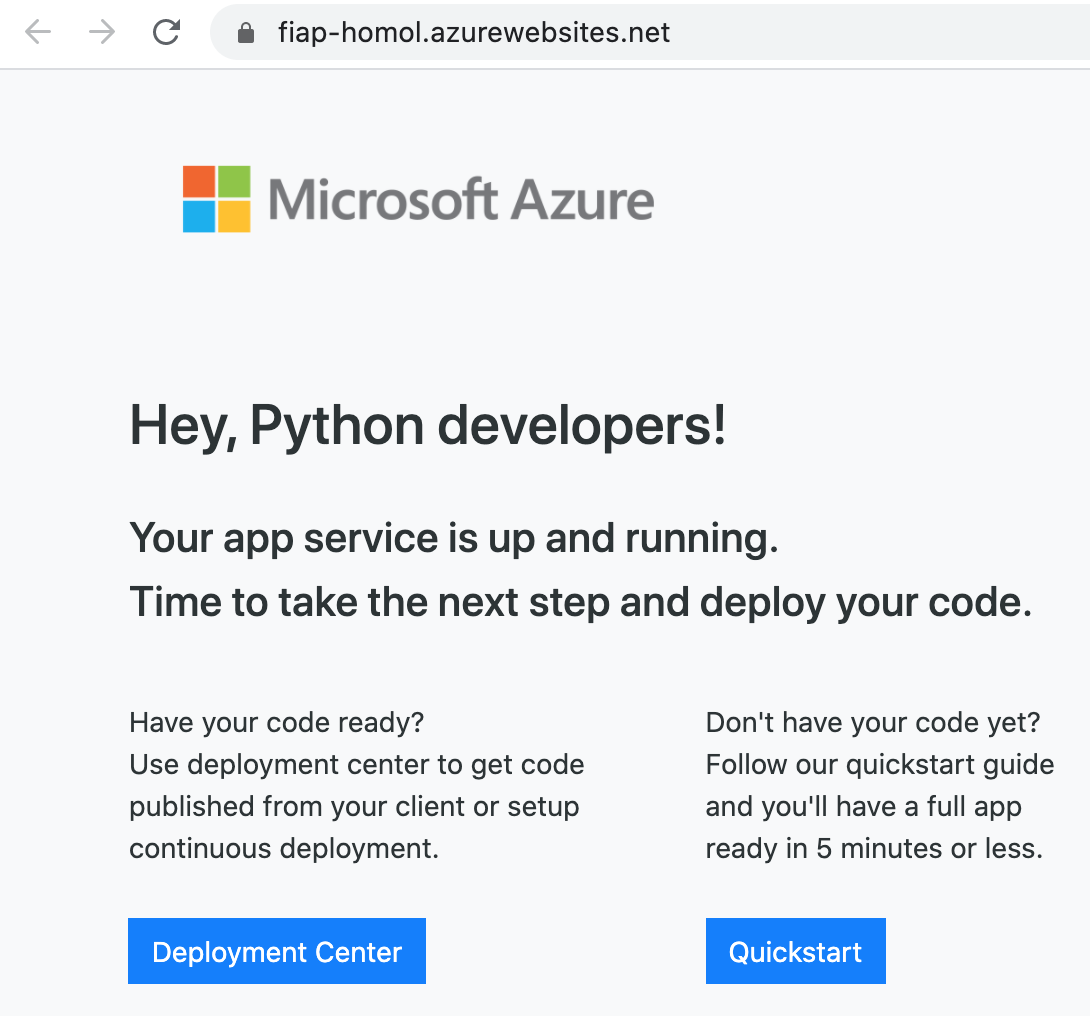 fiap-homol.azurewebsites.net
Microsoft Azure
Hey, Python developers!
Your app service is up and running.
Time to take the next step and deploy your code.
Have your code ready?
Use deployment center to get code
published from your client or setup
continuous deployment.
Deployment Center
Don't have your code yet?
Follow our quickstart guide
and you'll have a full app
ready in 5 minutes or less.
Quickstart